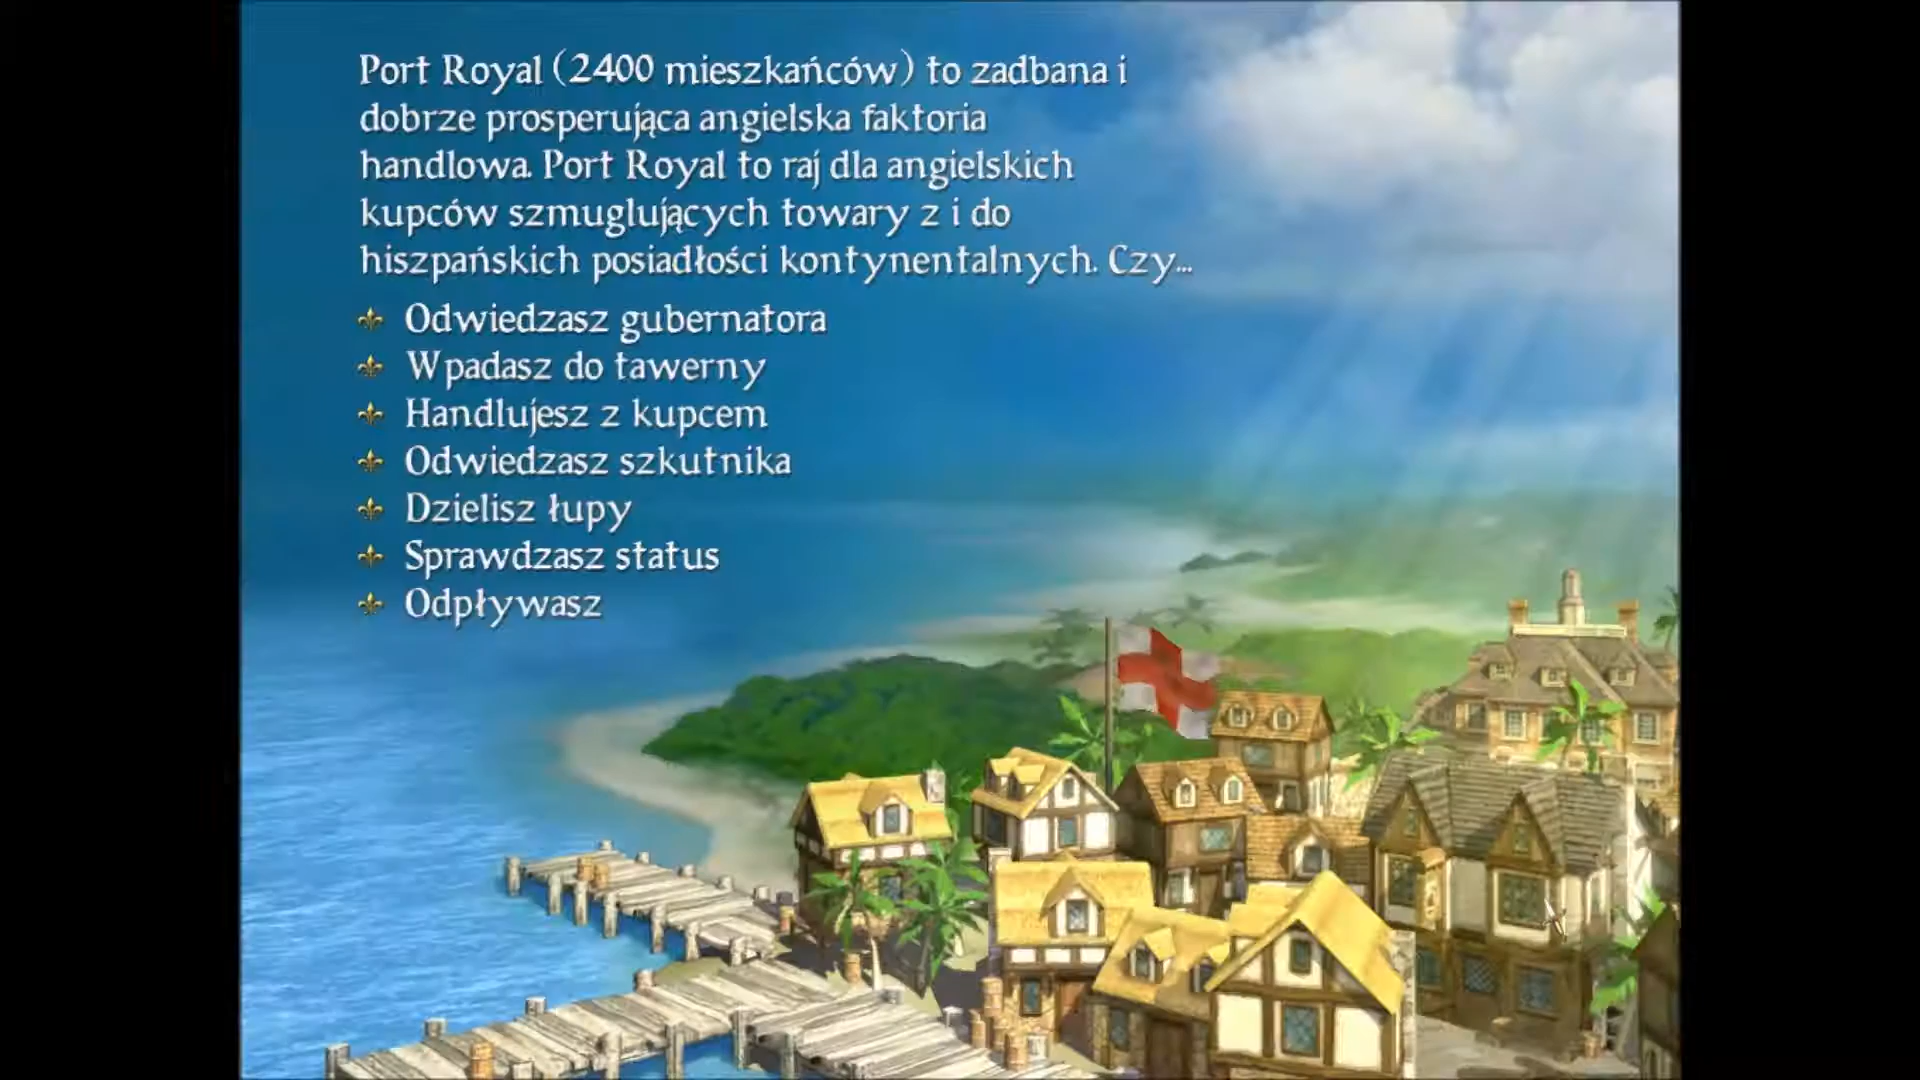 Port Royal (2400 mieszkańców) to zadbana i
dobrze prosperująca angielska faktoria
handlowa. Port Royal to raj dla angielskich
kupców szmuglujących towary z i do
hiszpańskich posiadłości kontynentalnych. Czy...
Odwiedzasz gubernatora
Wpadasz do tawerny
Handlujesz z kupcem
Odwiedzasz szkutnika
Dzielisz łupy
Sprawdzasz status
Odpływasz